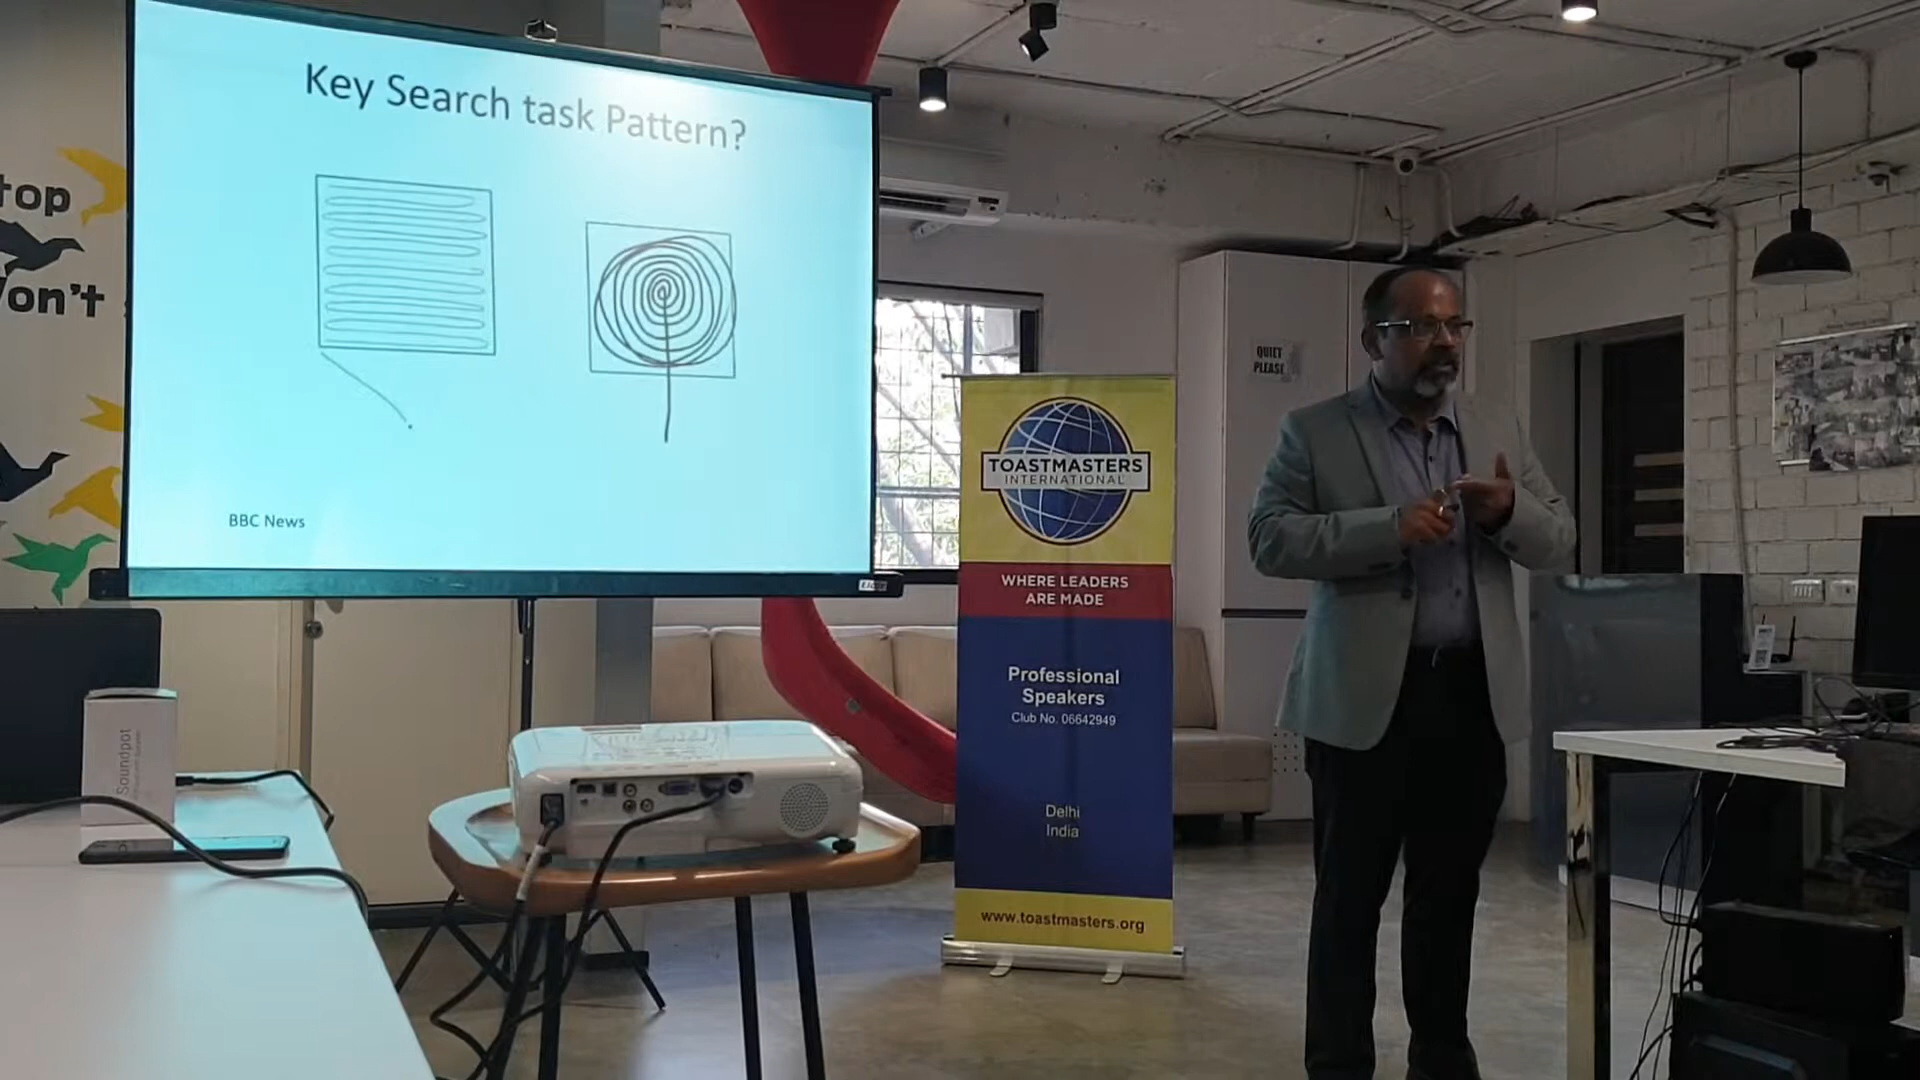 Key Search task Pattern?
BBC News
top
on't
QUIET
PLEASE
TOASTMASTERS
INTERNATIONAL
WHERE LEADERS
ARE MADE
Professional
Speakers
Club No. 06642949
Delhi
India
www.toastmasters.org
Soundpot